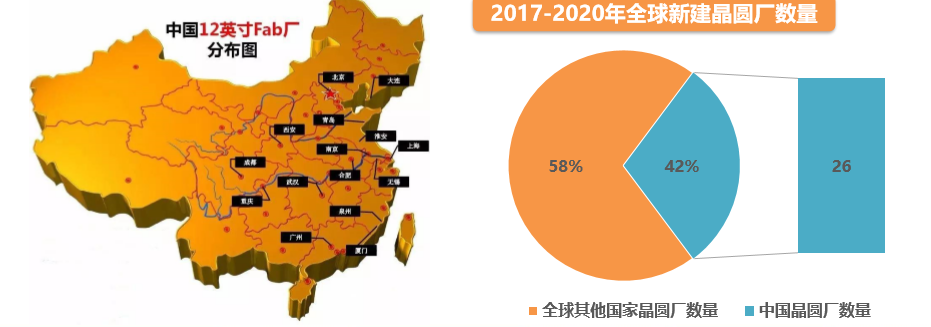 中国12英寸Fab厂
分布图
北京
大连
青岛
西安
淮安
南京
上海
成都
合肥
武汉
无锡
重庆
泉州
广州
厦门
2017-2020年全球新建晶圆厂数量
58%
42%
26
全球其他国家晶圆厂数量
中国晶圆厂数量